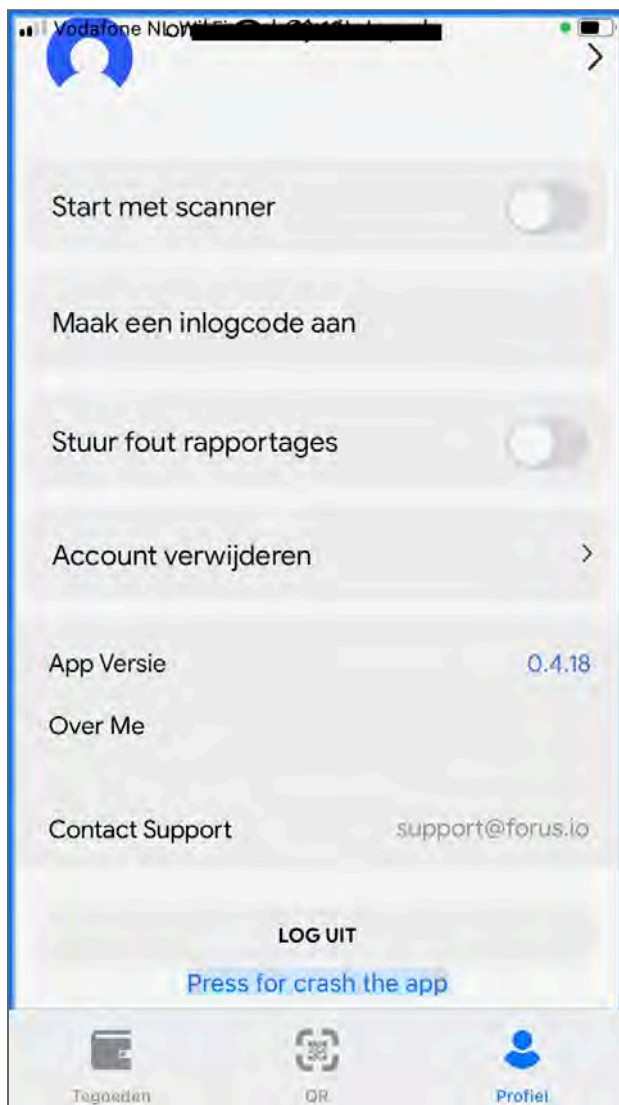 Vodafone NL
Start met scanner
Maak een inlogcode aan
Stuur fout rapportages
Account verwijderen
App Versie 0.4.18
Over Me
Contact Support support@forus.io
LOG UIT
Press for crash the app
Tegoeden QR Profiel